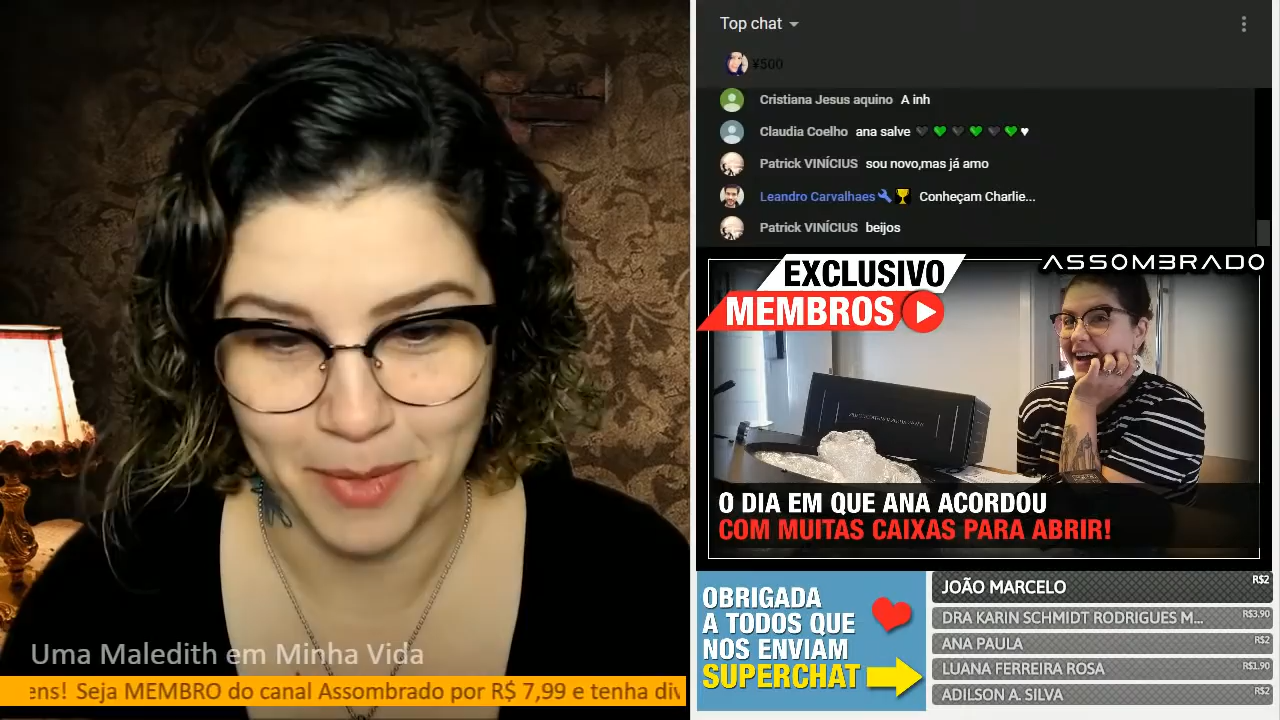 Top chat
¥500
Cristiana Jesus aquino A inh
Claudia Coelho ana salve
Patrick VINÍCIUS sou novo,mas já amo
Leandro Carvalhaes Conheçam Charlie...
Patrick VINÍCIUS beijos
ASSOMBRADO
EXCLUSIVO
MEMBROS
O DIA EM QUE ANA ACORDOU
COM MUITAS CAIXAS PARA ABRIR!
OBRIGADA
A TODOS QUE
NOS ENVIAM
SUPERCHAT
JOÃO MARCELO R$2
DRA KARIN SCHMIDT RODRIGUES M... R$3.90
ANA PAULA R$2
LUANA FERREIRA ROSA R$1.90
ADILSON A. SILVA R$2
Uma Maledith em Minha Vida
ens! Seja MEMBRO do canal Assombrado por R$ 7,99 e tenha div